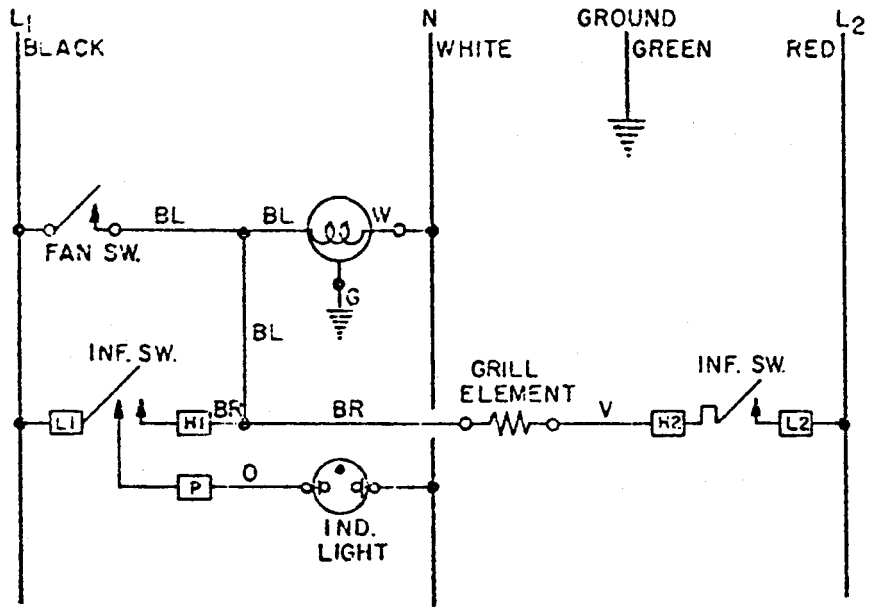 L1 N GROUND L2
BLACK WHITE GREEN RED
BL BL W
FAN SW.
G
BL
INF. SW. GRILL INF. SW.
ELEMENT
L1 H1 BR BR V H2 L2
P O
IND.
LIGHT